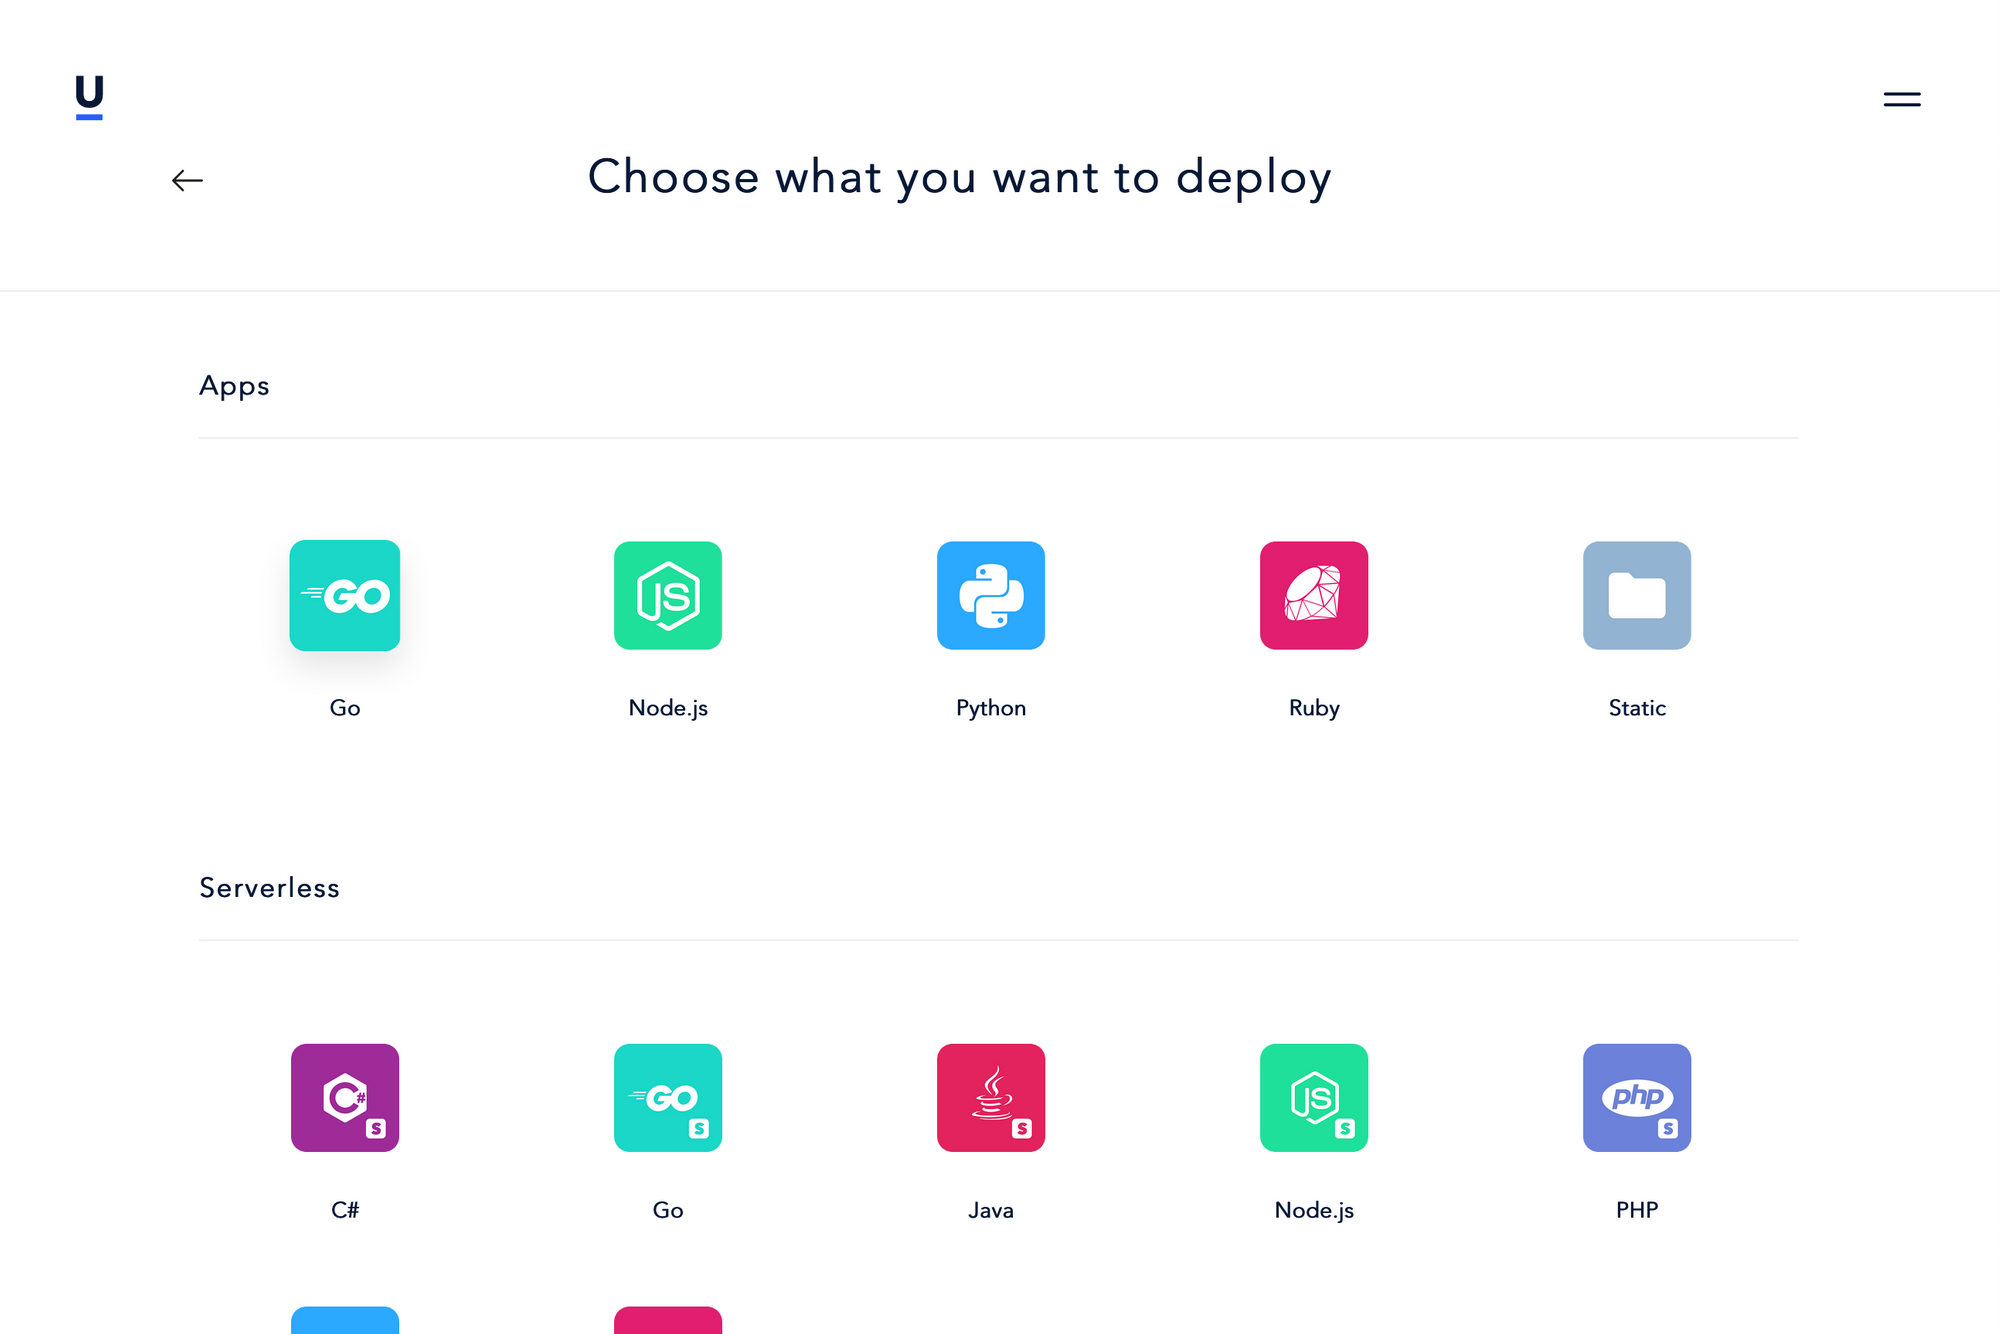 U
Choose what you want to deploy
Apps
GO
JS
Go
Node.js
Python
Ruby
Static
Serverless
C#
S
GO
S
S
JS
S
php
S
C#
Go
Java
Node.js
PHP